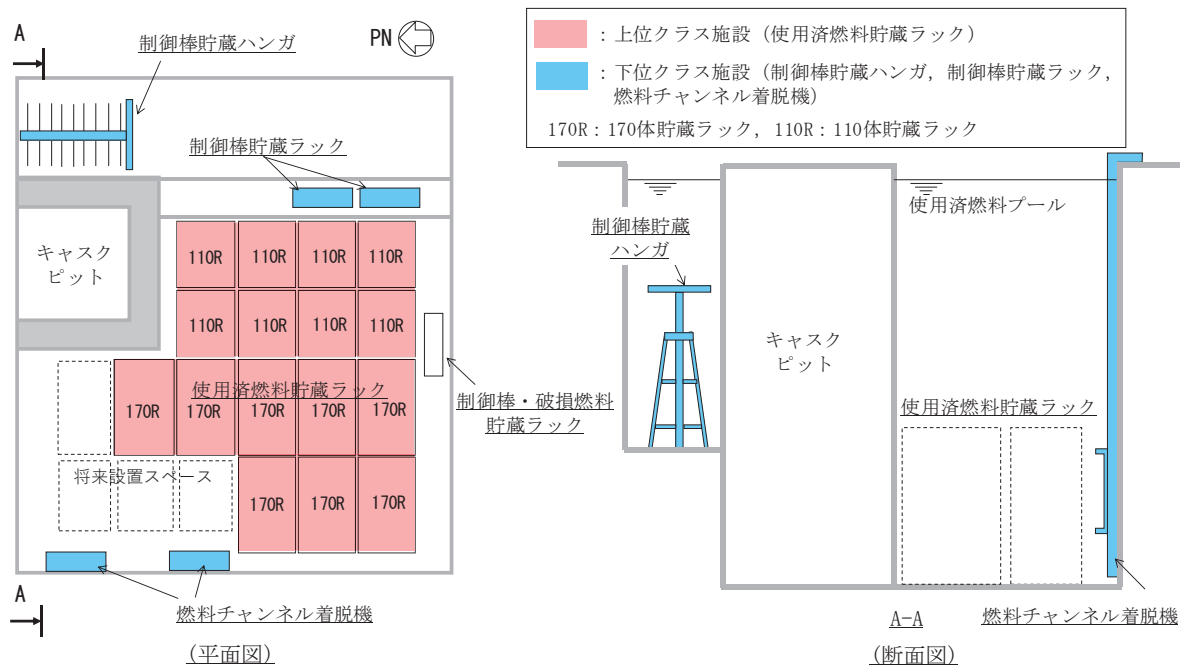 A
制御棒貯蔵ハンガ
PN
制御棒貯蔵ラック
キャスク
ピット
110R 110R 110R 110R
110R 110R 110R 110R
使用済燃料貯蔵ラック
170R 170R 170R 170R 170R
制御棒・破損燃料
貯蔵ラック
将来設置スペース
170R 170R 170R
A
燃料チャンネル着脱機
(平面図)
:上位クラス施設(使用済燃料貯蔵ラック)
:下位クラス施設(制御棒貯蔵ハンガ,制御棒貯蔵ラック,
燃料チャンネル着脱機)
170R:170体貯蔵ラック,110R:110体貯蔵ラック
使用済燃料プール
制御棒貯蔵
ハンガ
キャスク
ピット
使用済燃料貯蔵ラック
A-A
燃料チャンネル着脱機
(断面図)